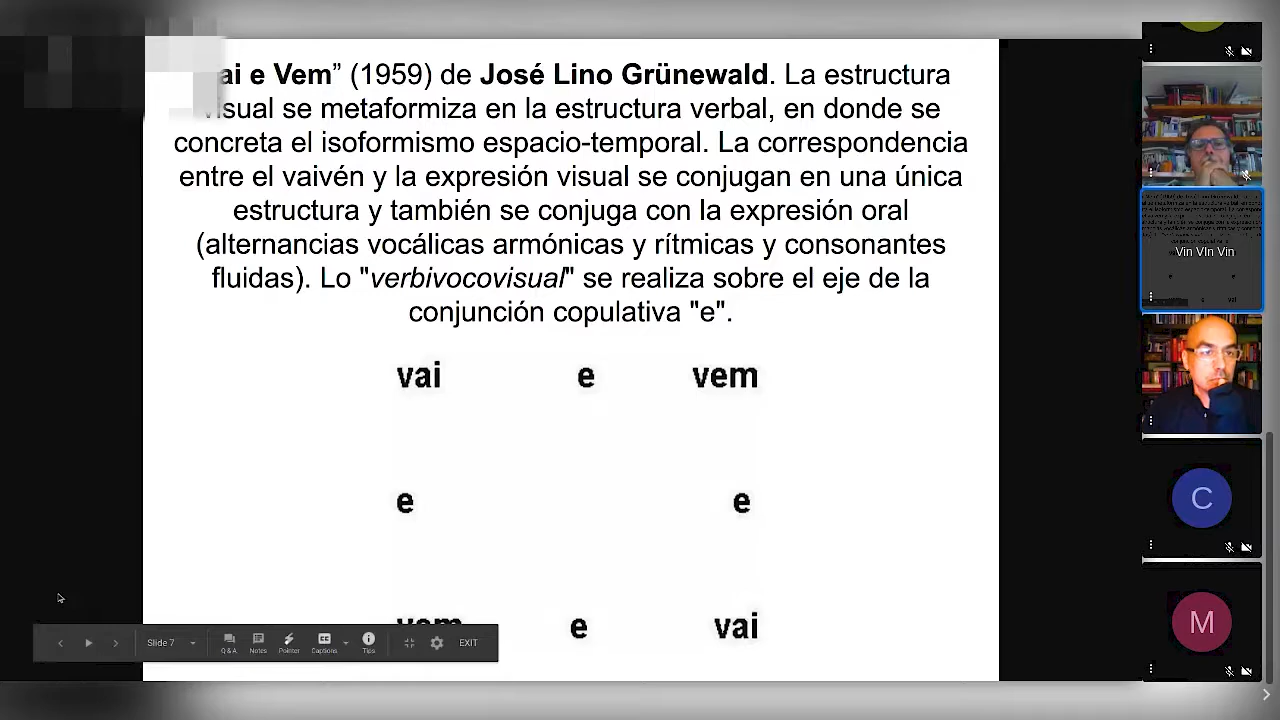 ai e Vem” (1959) de José Lino Grünewald. La estructura
visual se metaformiza en la estructura verbal, en donde se
concreta el isoformismo espacio-temporal. La correspondencia
entre el vaivén y la expresión visual se conjugan en una única
estructura y también se conjuga con la expresión oral
(alternancias vocálicas armónicas y rítmicas y consonantes
fluidas). Lo "verbivocovisual" se realiza sobre el eje de la
conjunción copulativa "e".
vai e vem
e e
vem e vai
Slide 7
Q & A Notes Pointer Captions Tips EXIT
Vin VIn Vin
C
M